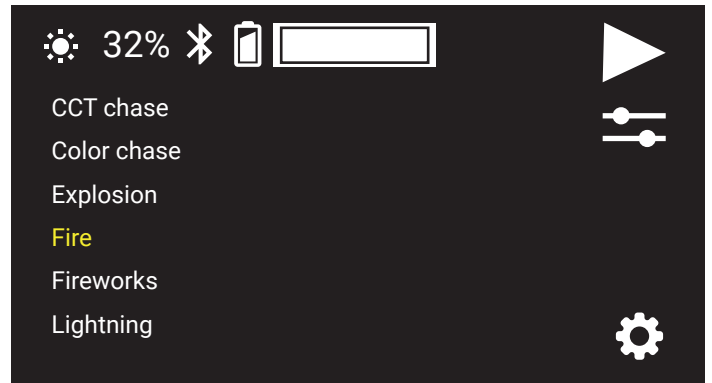 32%
CCT chase
Color chase
Explosion
Fire
Fireworks
Lightning